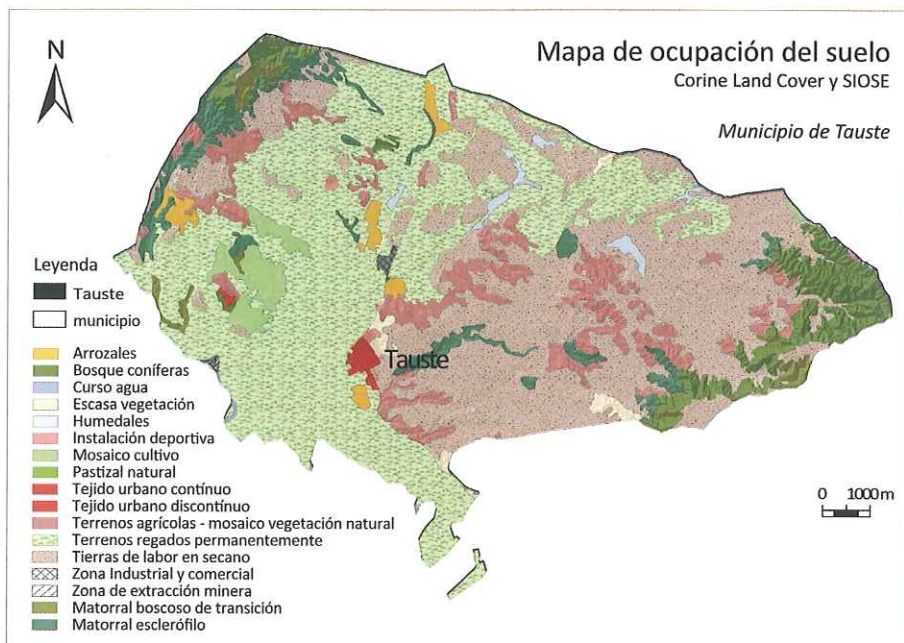 N
Mapa de ocupación del suelo
Corine Land Cover y SIOSE
Municipio de Tauste
Leyenda
Tauste
municipio
Arrozales
Bosque coníferas
Curso agua
Escasa vegetación
Humedales
Instalación deportiva
Mosaico cultivo
Pastizal natural
Tejido urbano contínuo
Tejido urbano discontínuo
Terrenos agrícolas - mosaico vegetación natural
Terrenos regados permanentemente
Tierras de labor en secano
Zona Industrial y comercial
Zona de extracción minera
Matorral boscoso de transición
Matorral esclerófilo
Tauste
0 1000 m